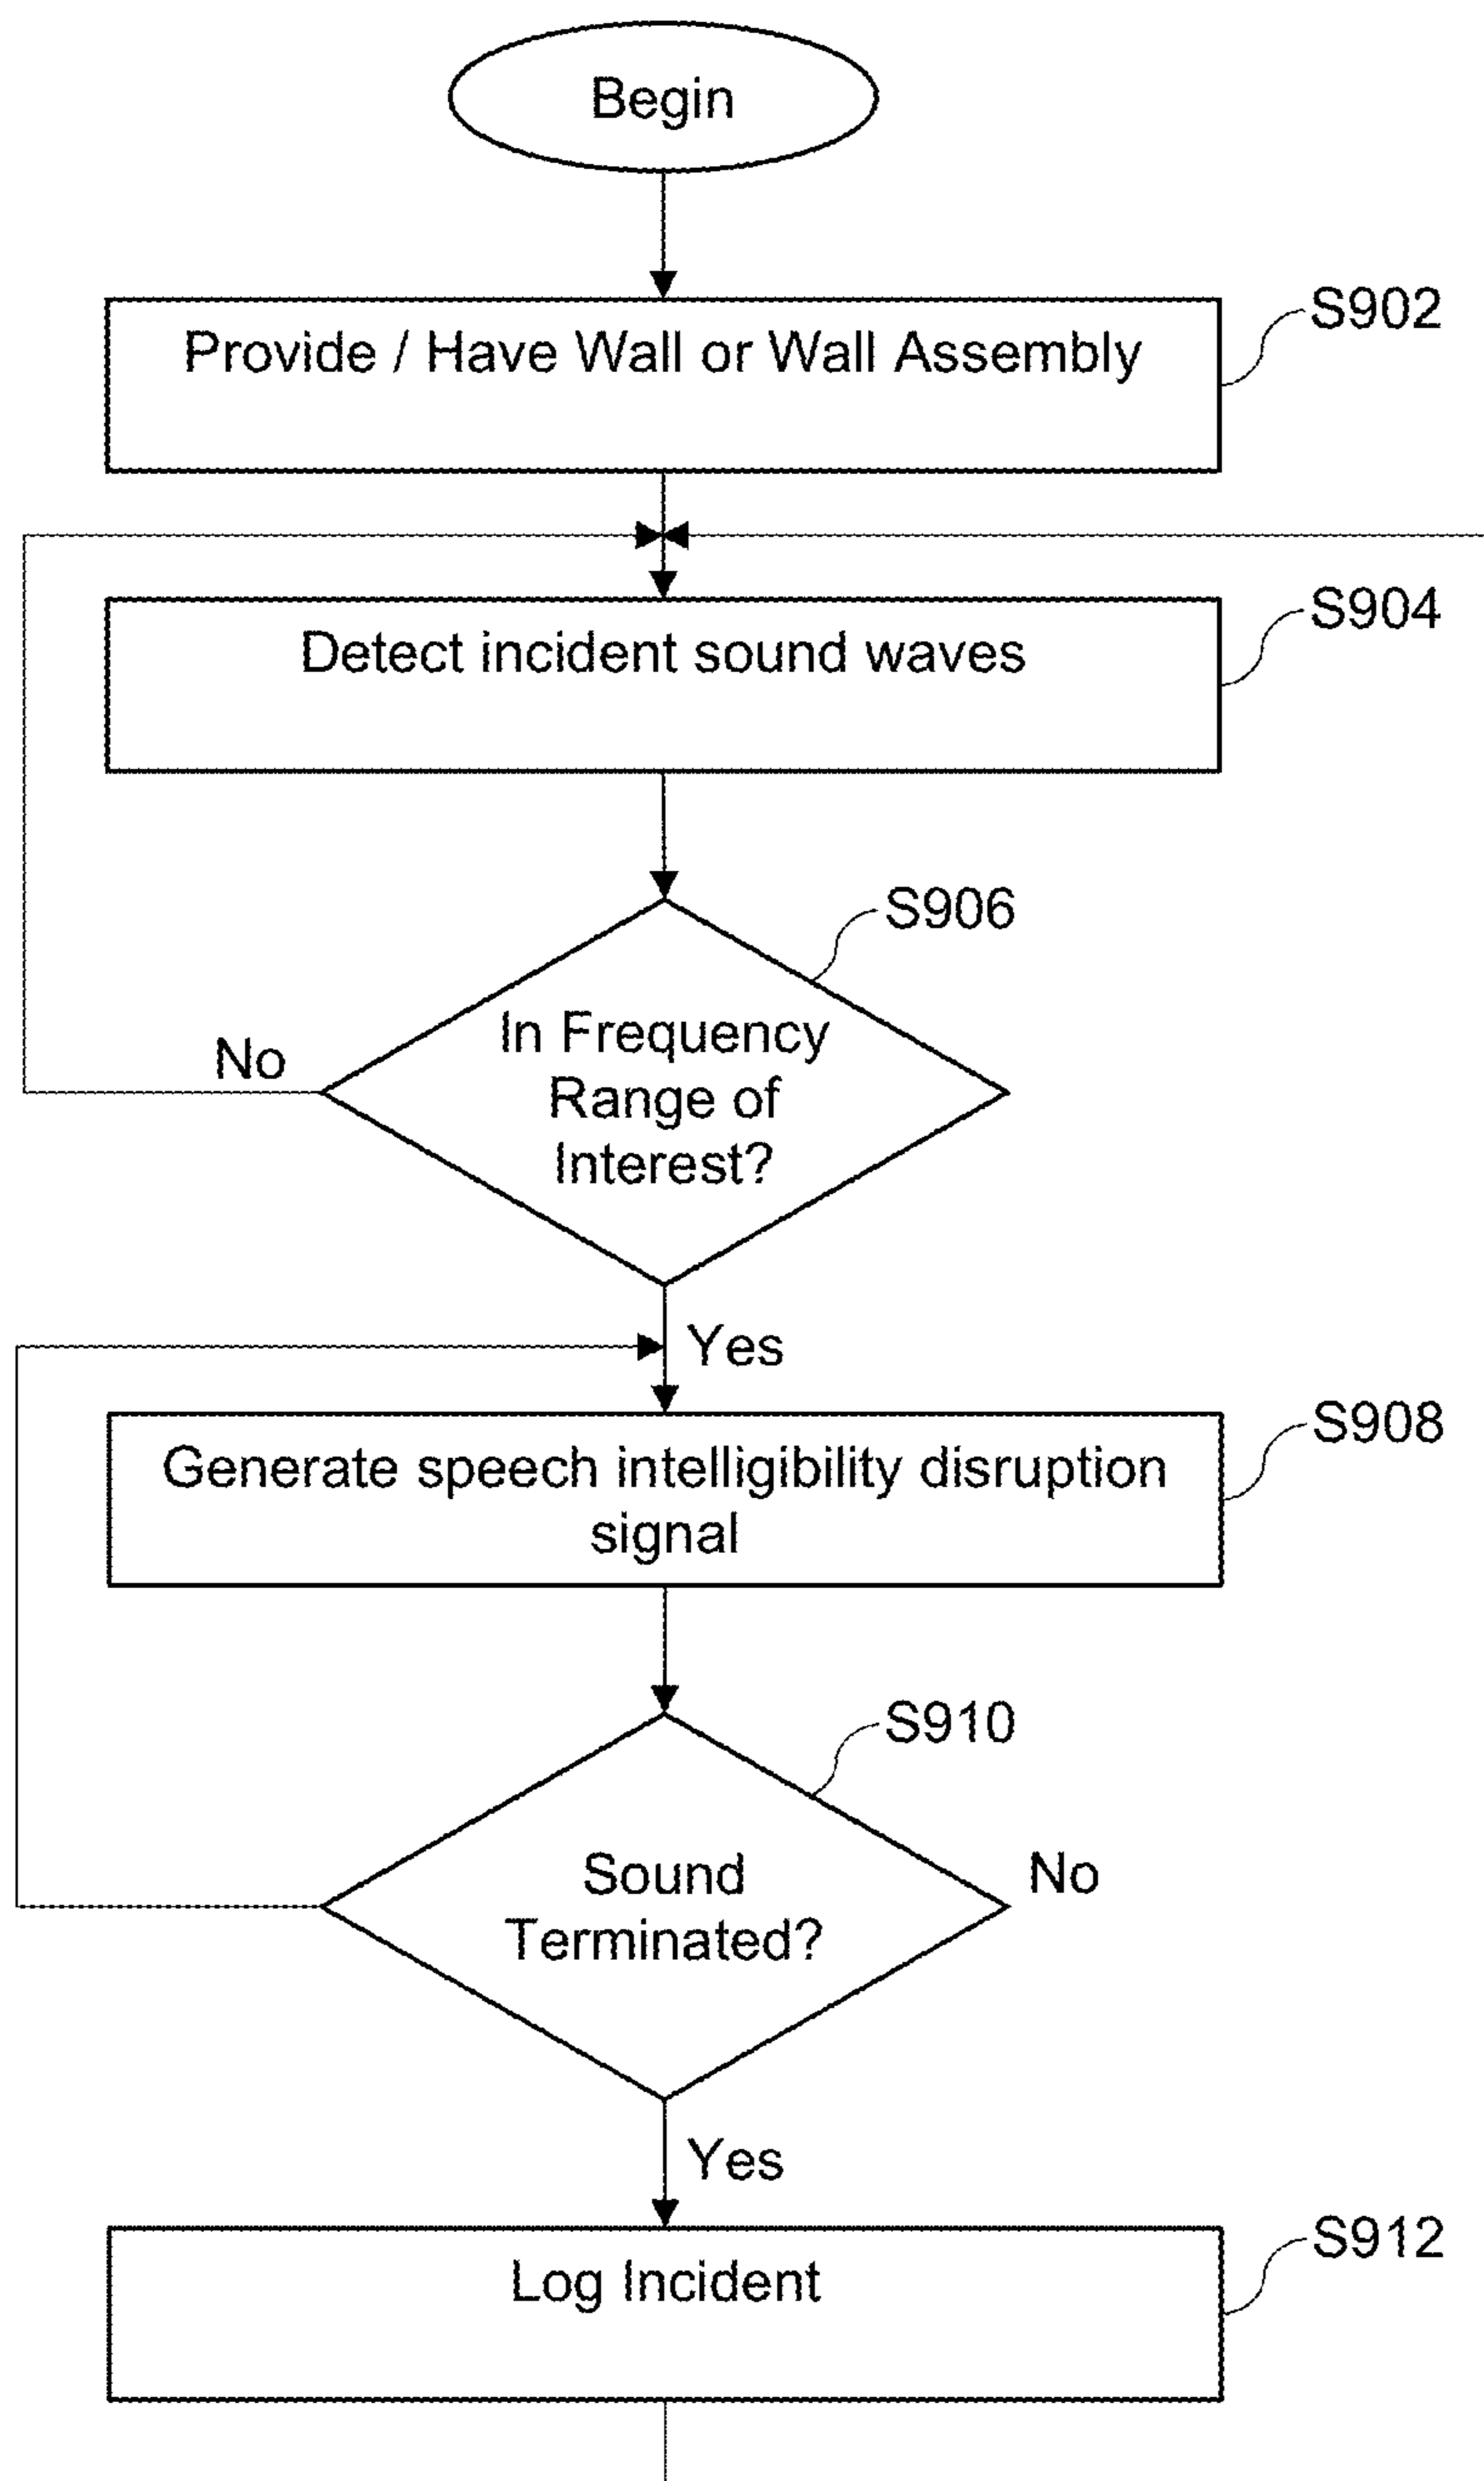 Begin
Provide / Have Wall or Wall Assembly
S902
Detect incident sound waves
S904
S906
In Frequency
Range of
Interest?
No
Yes
Generate speech intelligibility disruption
signal
S908
S910
Sound
Terminated?
No
Yes
Log Incident
S912